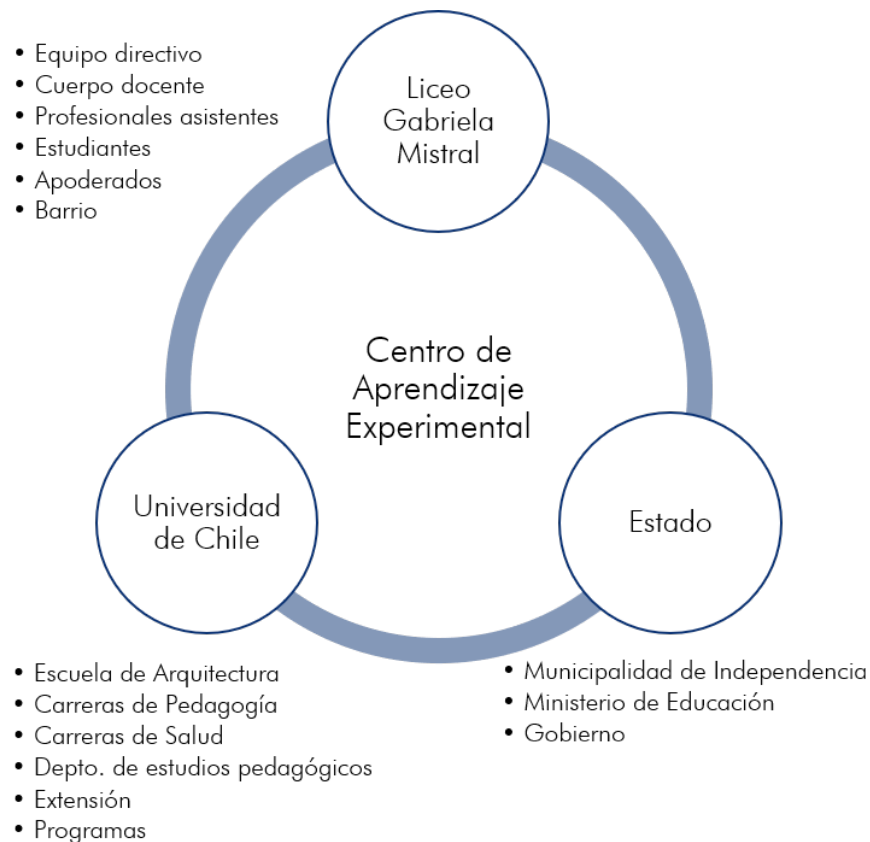 • Equipo directivo
• Cuerpo docente
• Profesionales asistentes
• Estudiantes
• Apoderados
• Barrio
Liceo
Gabriela
Mistral
Centro de
Aprendizaje
Experimental
Universidad
de Chile
Estado
• Escuela de Arquitectura
• Carreras de Pedagogía
• Carreras de Salud
• Depto. de estudios pedagógicos
• Extensión
• Programas
• Municipalidad de Independencia
• Ministerio de Educación
• Gobierno